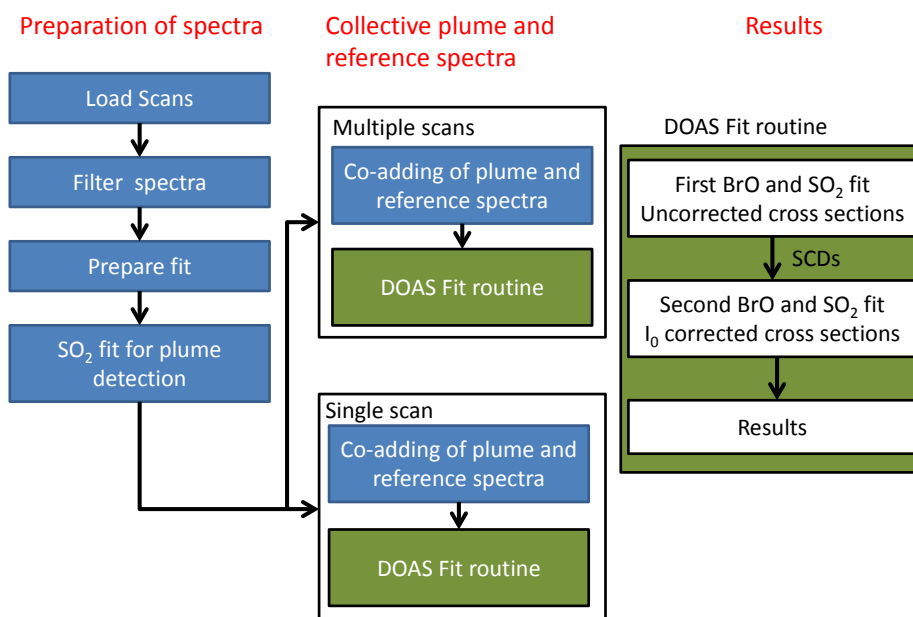 Preparation of spectra
Load Scans
Filter spectra
Prepare fit
SO₂ fit for plume
detection
Collective plume and
reference spectra
Multiple scans
Co-adding of plume and
reference spectra
DOAS Fit routine
Single scan
Co-adding of plume and
reference spectra
DOAS Fit routine
Results
DOAS Fit routine
First BrO and SO₂ fit
Uncorrected cross sections
SCDs
Second BrO and SO₂ fit
I₀ corrected cross sections
Results